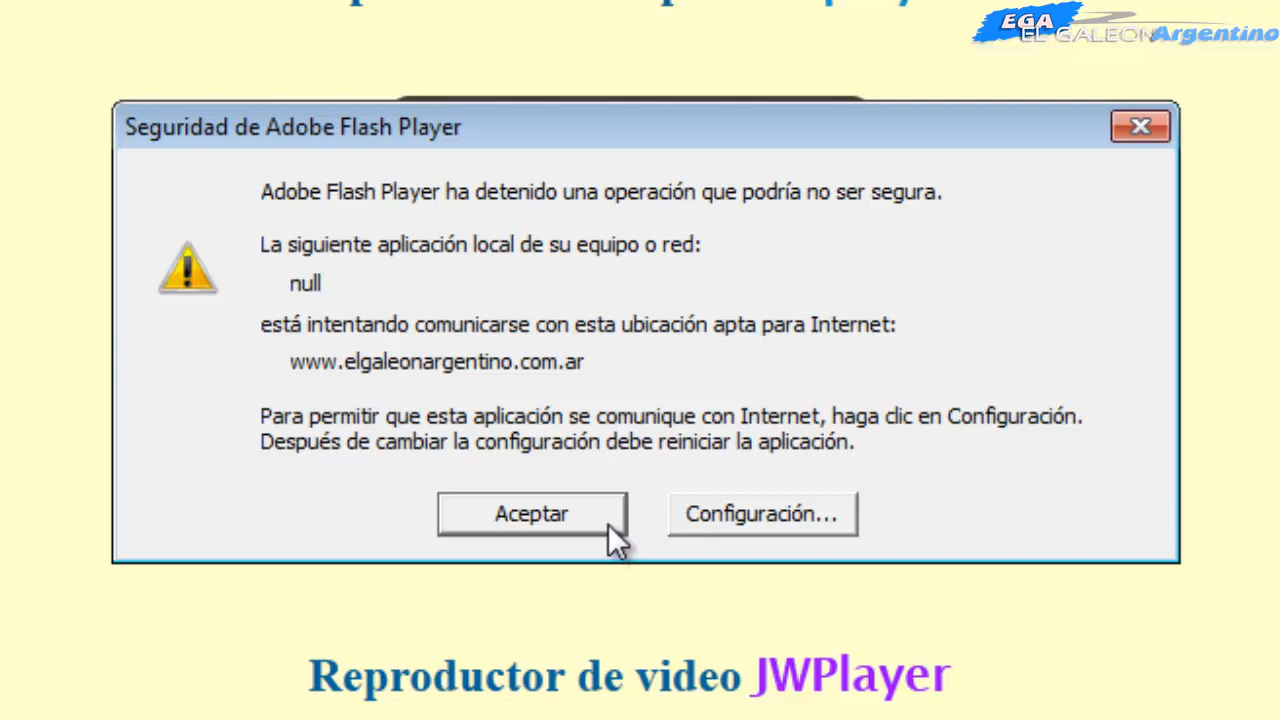 EGA
EL GALEON Argentino
Seguridad de Adobe Flash Player
Adobe Flash Player ha detenido una operación que podría no ser segura.
La siguiente aplicación local de su equipo o red:
null
está intentando comunicarse con esta ubicación apta para Internet:
www.elgaleonargentino.com.ar
Para permitir que esta aplicación se comunique con Internet, haga clic en Configuración.
Después de cambiar la configuración debe reiniciar la aplicación.
Aceptar
Configuración...
Reproductor de video JWPlayer